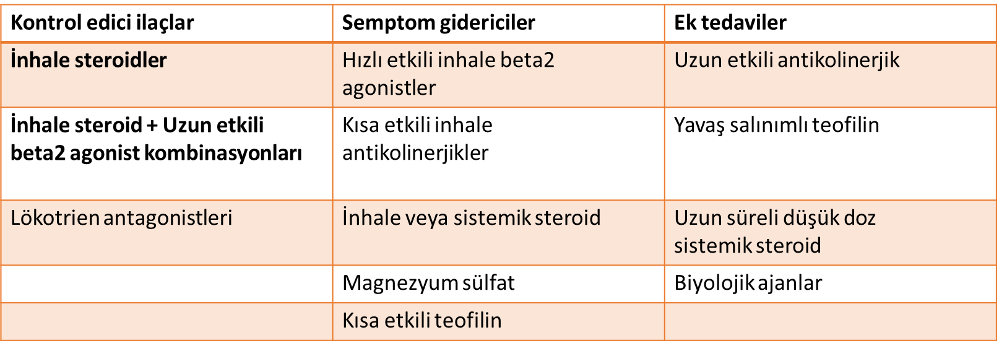 Kontrol edici ilaçlar
Semptom gidericiler
Ek tedaviler
İnhale steroidler
Hızlı etkili inhale beta2
agonistler
Uzun etkili antikolinerjik
İnhale steroid + Uzun etkili
beta2 agonist kombinasyonları
Kısa etkili inhale
antikolinerjikler
Yavaş salınımlı teofilin
Lökotrien antagonistleri
İnhale veya sistemik steroid
Uzun süreli düşük doz
sistemik steroid
Magnezyum sülfat
Biyolojik ajanlar
Kısa etkili teofilin